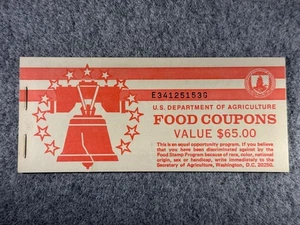 E34125153G
U.S. DEPARTMENT OF AGRICULTURE
FOOD COUPONS
VALUE $65.00
This is an equal opportunity program. If you believe
that you have been discriminated against by the
Food Stamp Program because of race, color, national
origin, sex or handicap, write immediately to the
Secretary of Agriculture, Washington, D.C. 20250.